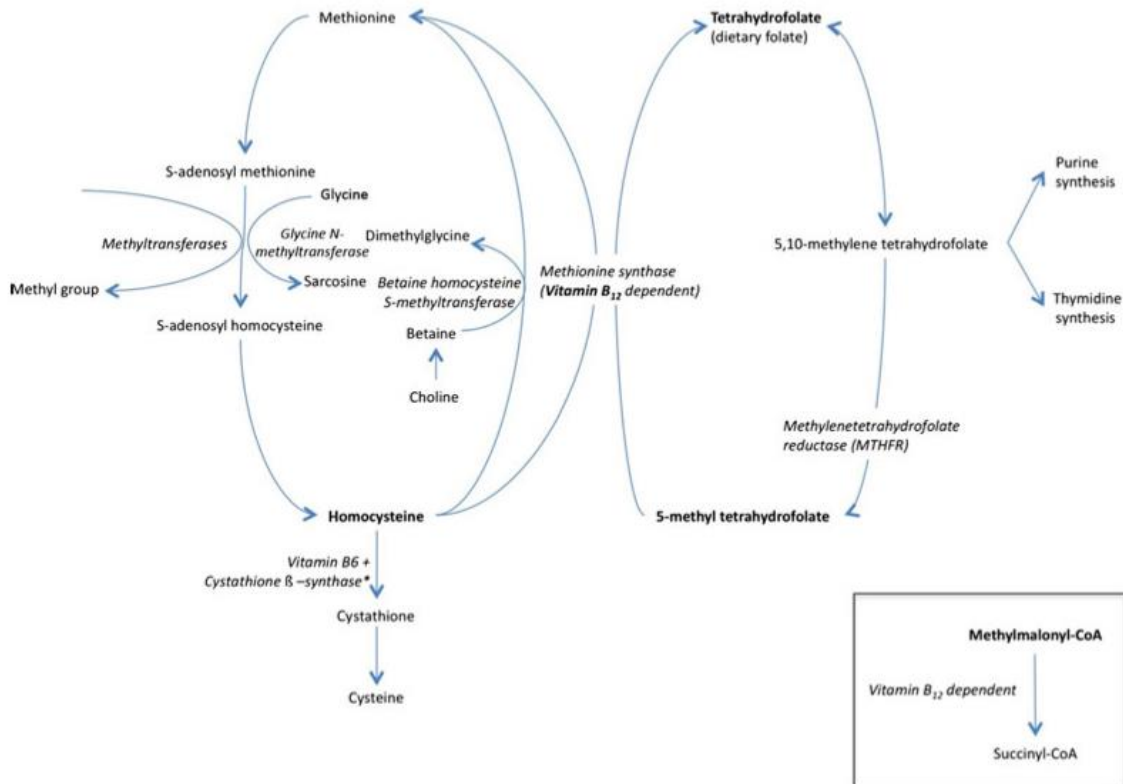 Methionine
Tetrahydrofolate
(dietary folate)
S-adenosyl methionine
Glycine
Methyltransferases
Glycine N-
methyltransferase
Dimethylglycine
Methyl group
Sarcosine
Betaine homocysteine
S-methyltransferase
Methionine synthase
(Vitamin B12 dependent)
5,10-methylene tetrahydrofolate
Purine
synthesis
Thymidine
synthesis
S-adenosyl homocysteine
Betaine
Choline
Methylenetetrahydrofolate
reductase (MTHFR)
Homocysteine
5-methyl tetrahydrofolate
Vitamin B6 +
Cystathione ß –synthase*
Cystathione
Cysteine
Methylmalonyl-CoA
Vitamin B12 dependent
Succinyl-CoA